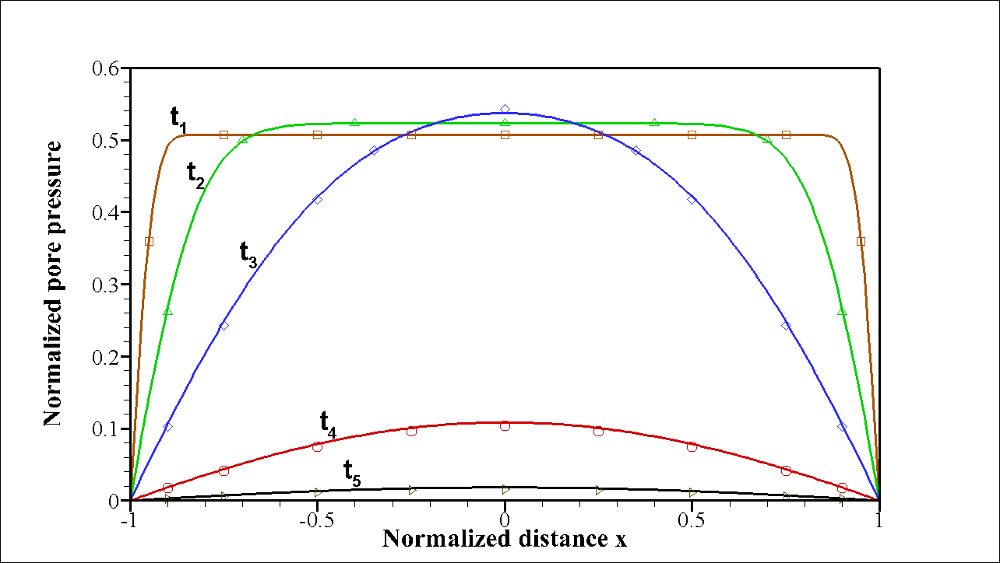 0.6
t1
0.5
t2
0.4
t3
0.3
0.2
0.1
t4
t5
0
-1
-0.5
0
0.5
1
Normalized distance x
Normalized pore pressure